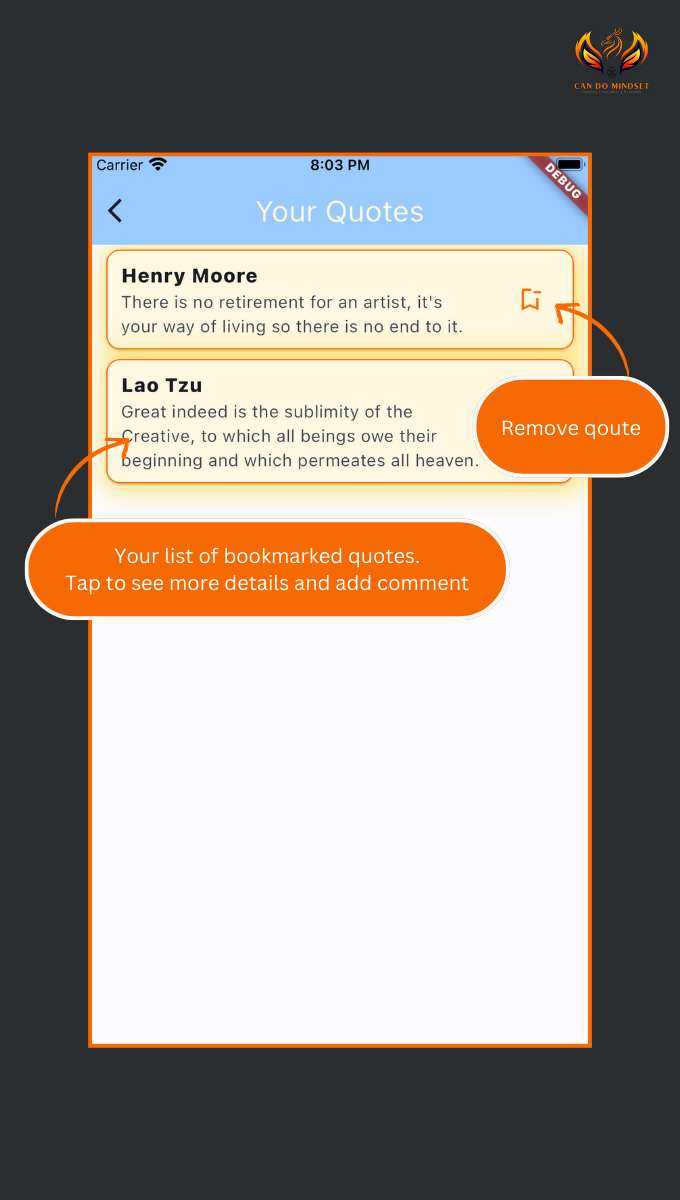 CAN DO MINDSET
Carrier
8:03 PM
DEBUG
Your Quotes
Henry Moore
There is no retirement for an artist, it's
your way of living so there is no end to it.
Lao Tzu
Great indeed is the sublimity of the
Creative, to which all beings owe their
beginning and which permeates all heaven.
Remove qoute
Your list of bookmarked quotes.
Tap to see more details and add comment